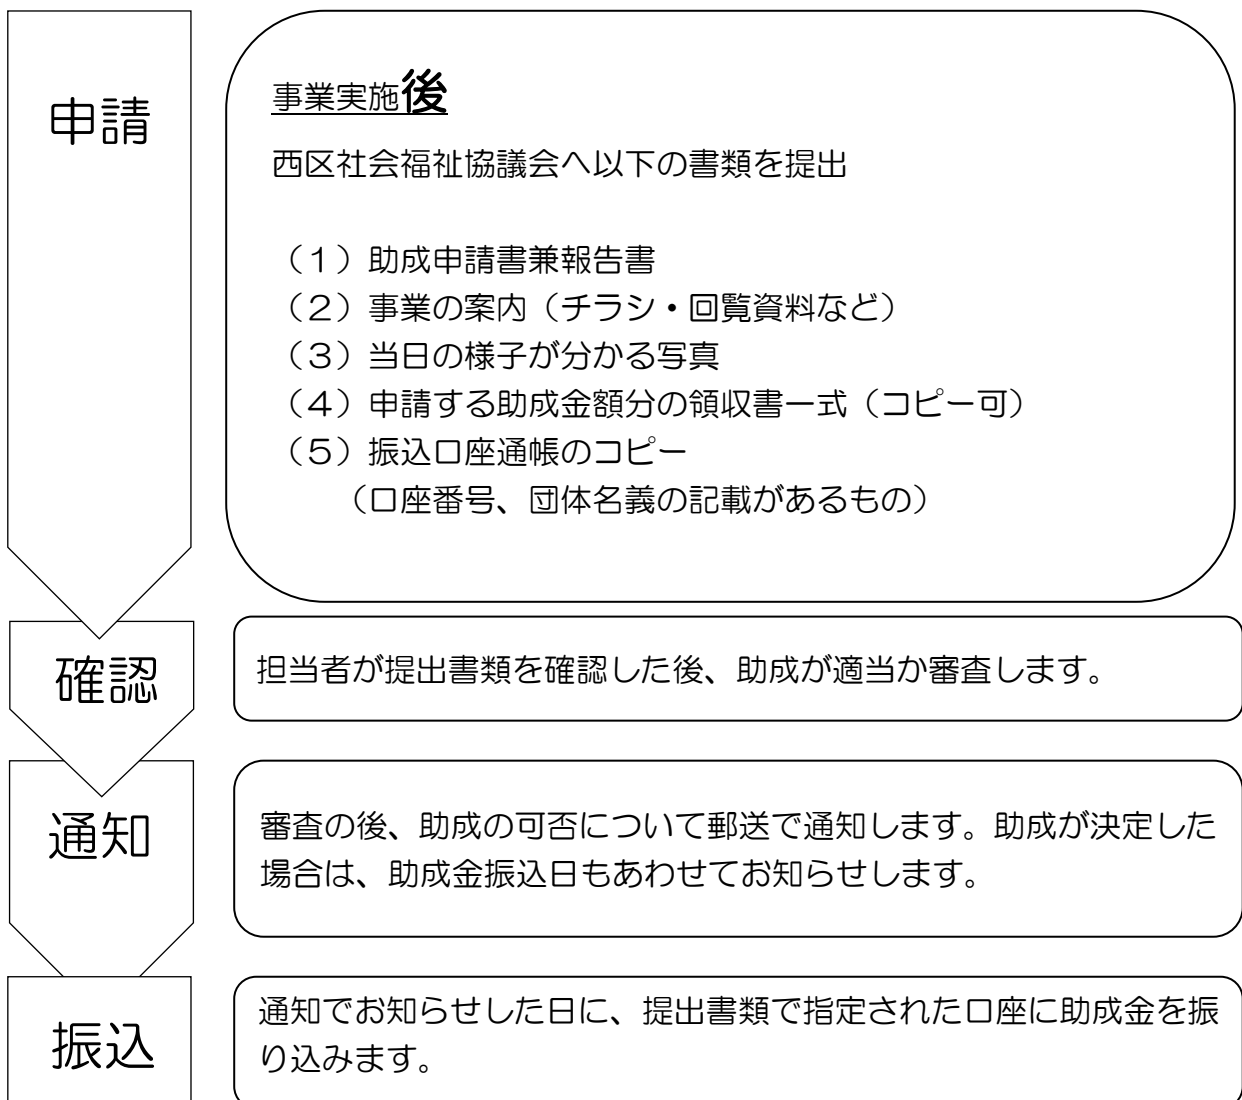 申請
事業実施後
西区社会福祉協議会へ以下の書類を提出
（１）助成申請書兼報告書
（２）事業の案内（チラシ・回覧資料など）
（３）当日の様子が分かる写真
（４）申請する助成金額分の領収書一式（コピー可）
（５）振込口座通帳のコピー
（口座番号、団体名義の記載があるもの）
確認
担当者が提出書類を確認した後、助成が適当か審査します。
通知
審査の後、助成の可否について郵送で通知します。助成が決定した
場合は、助成金振込日もあわせてお知らせします。
振込
通知でお知らせした日に、提出書類で指定された口座に助成金を振
り込みます。